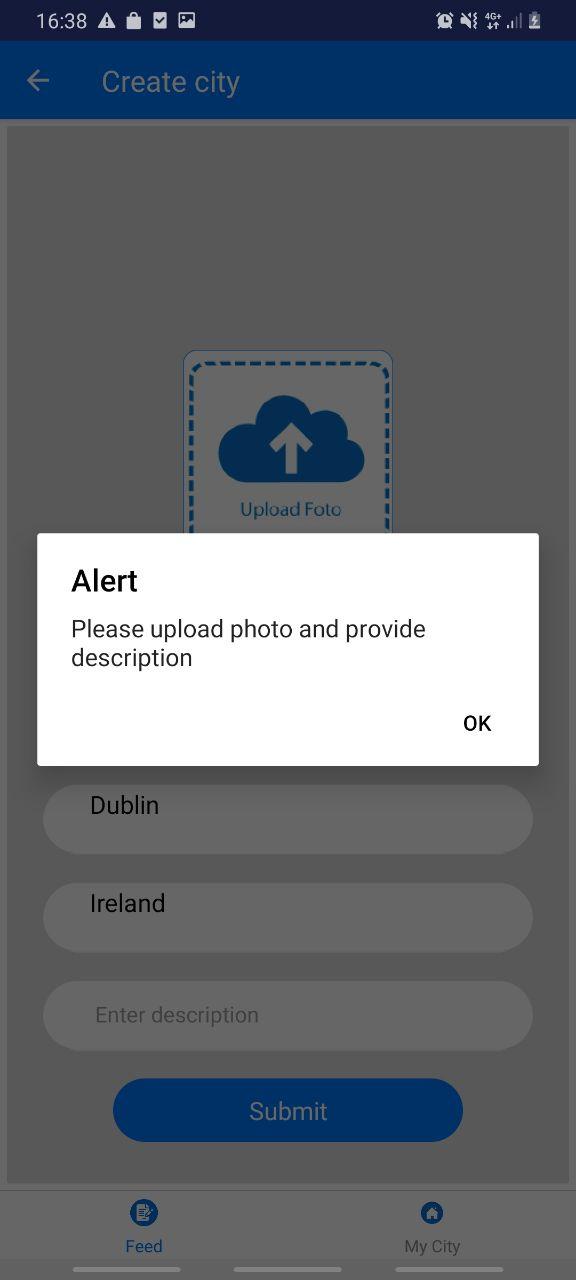 16:38
4G+
Create city
Upload Foto
Alert
Please upload photo and provide
description
OK
Dublin
Ireland
Enter description
Submit
Feed
My City